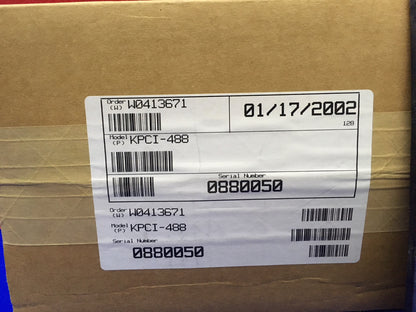 Order
(W) W0413671
01/17/2002
128
Model
(P) KPCI-488
Serial Number
0880050
Order
(W) W0413671
Model
(P) KPCI-488
Serial Number
0880050